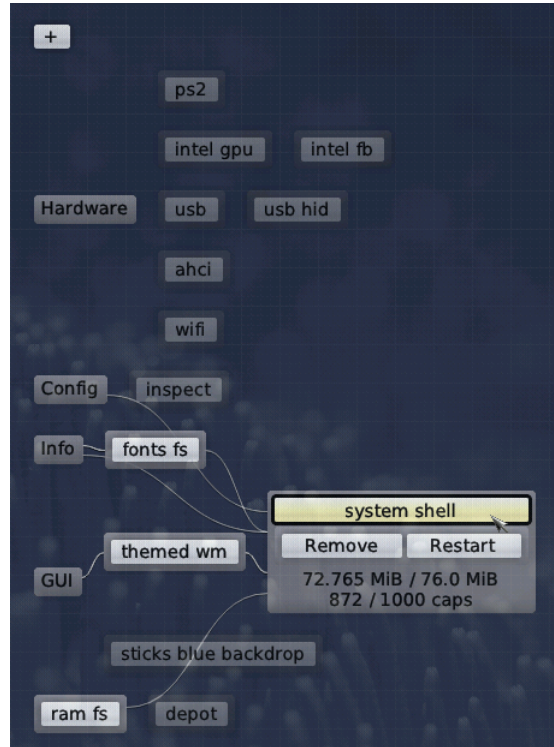 +
ps2
intel gpu intel fb
Hardware usb usb hid
ahci
wifi
Config inspect
Info fonts fs
system shell
Remove Restart
themed wm
72.765 MiB / 76.0 MiB
GUI
872 / 1000 caps
sticks blue backdrop
ram fs depot